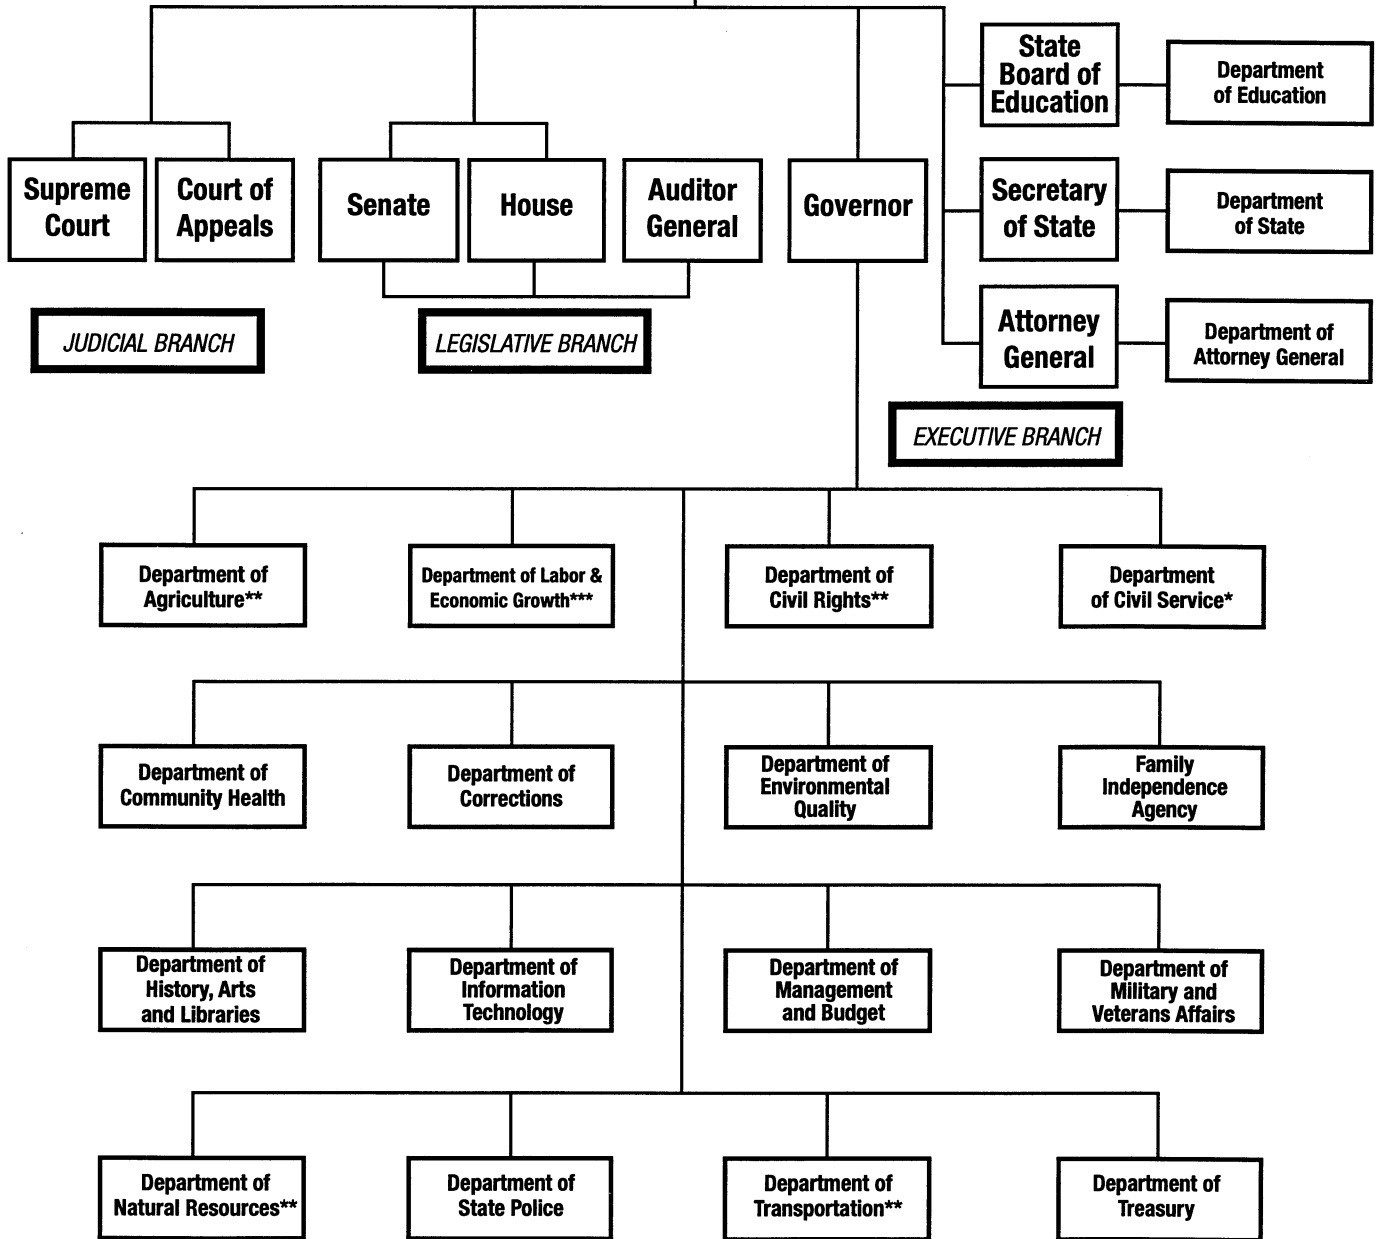 State
Board of
Education
Department
of Education
Supreme
Court
Court of
Appeals
Senate
House
Auditor
General
Governor
Secretary
of State
Department
of State
JUDICIAL BRANCH
LEGISLATIVE BRANCH
Attorney
General
Department of
Attorney General
EXECUTIVE BRANCH
Department of
Agriculture**
Department of Labor &
Economic Growth***
Department of
Civil Rights**
Department
of Civil Service*
Department of
Community Health
Department of
Corrections
Department of
Environmental
Quality
Family
Independence
Agency
Department of
History, Arts
and Libraries
Department of
Information
Technology
Department of
Management
and Budget
Department of
Military and
Veterans Affairs
Department of
Natural Resources**
Department of
State Police
Department of
Transportation**
Department of
Treasury